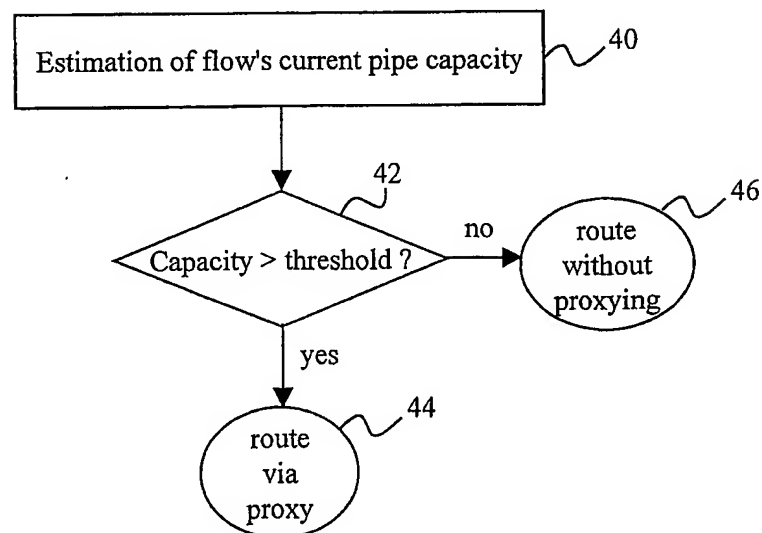 Estimation of flow's current pipe capacity
40
42
Capacity > threshold ?
no
46
route
without
proxying
yes
44
route
via
proxy